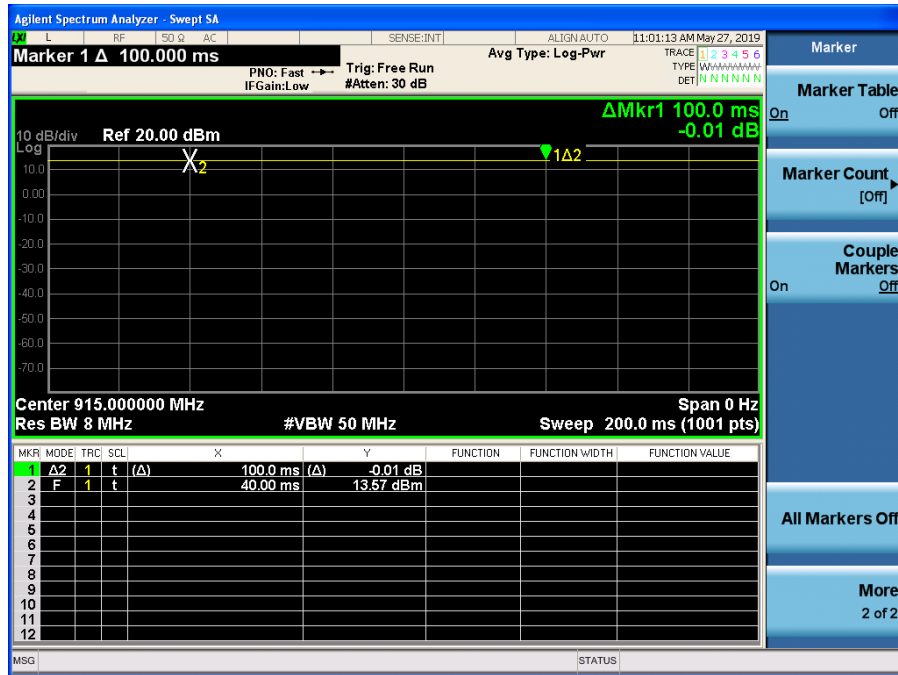 Agilent Spectrum Analyzer - Swept SA
LXI L RF 50 Ω AC SENSE:INT ALIGN AUTO 11:01:13 AM May 27, 2019
Marker 1 Δ 100.000 ms
PNO: Fast
IFGain:Low
Trig: Free Run
#Atten: 30 dB
Avg Type: Log-Pwr
TRACE 1 2 3 4 5 6
TYPE WWWWWW
DET N N N N N N
ΔMkr1 100.0 ms
-0.01 dB
10 dB/div Ref 20.00 dBm
Log
X2
1Δ2
10.0
0.00
-10.0
-20.0
-30.0
-40.0
-50.0
-60.0
-70.0
Center 915.000000 MHz Span 0 Hz
Res BW 8 MHz #VBW 50 MHz Sweep 200.0 ms (1001 pts)
MKR MODE TRC SCL X Y FUNCTION FUNCTION WIDTH FUNCTION VALUE
1 Δ2 1 t (Δ) 100.0 ms (Δ) -0.01 dB
2 F 1 t 40.00 ms 13.57 dBm
3
4
5
6
7
8
9
10
11
12
MSG STATUS
Marker
Marker Table
On Off
Marker Count
[Off]
Couple
Markers
On Off
All Markers Off
More
2 of 2